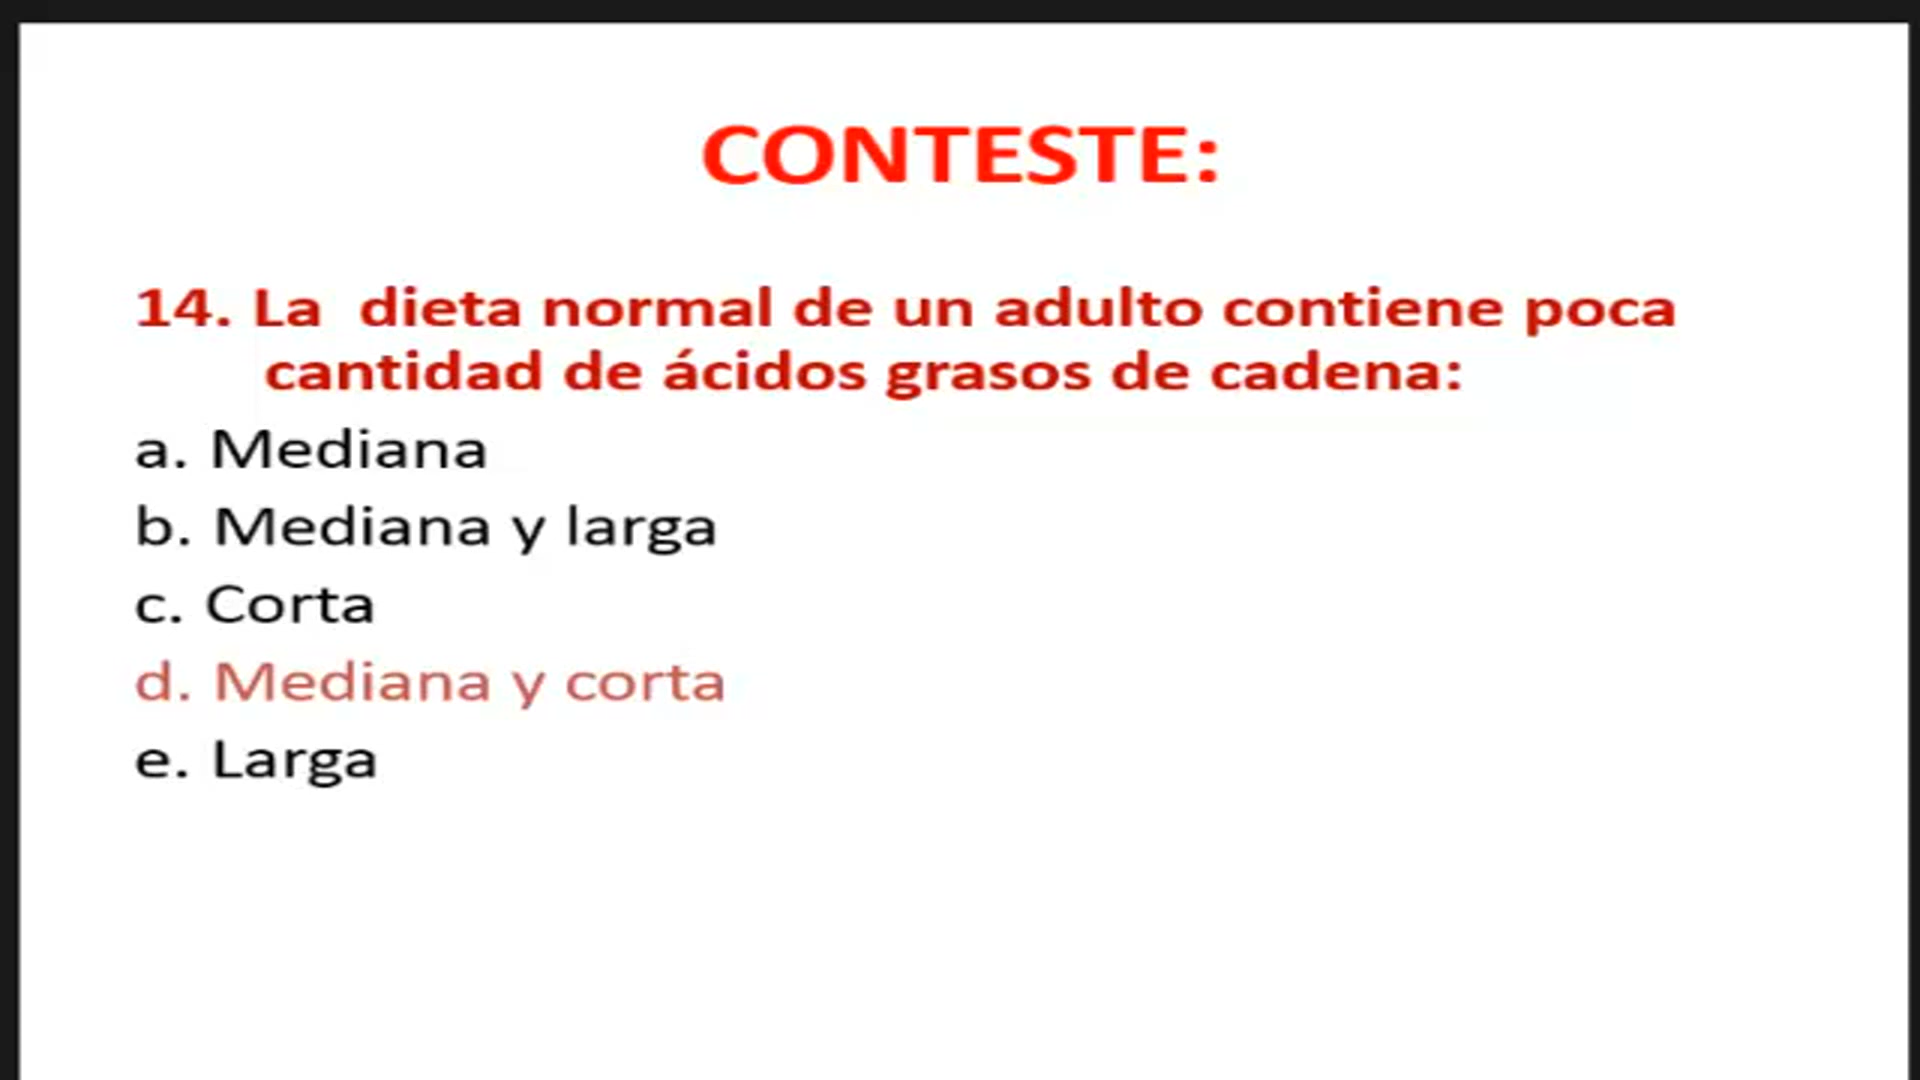 CONTESTE:
14. La dieta normal de un adulto contiene poca
cantidad de ácidos grasos de cadena:
a. Mediana
b. Mediana y larga
c. Corta
d. Mediana y corta
e. Larga